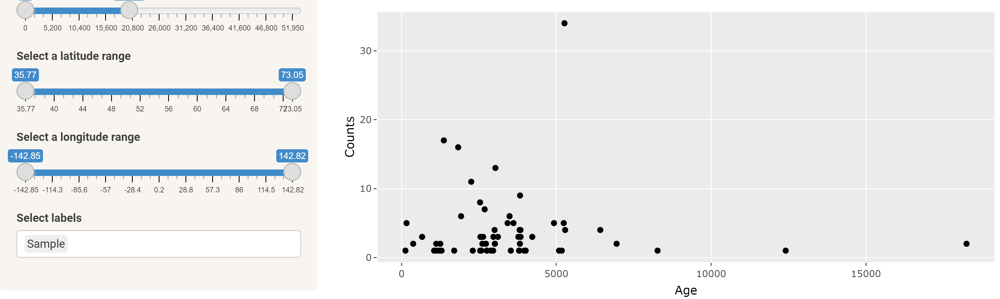 0 5,200 10,400 15,600 20,800 26,000 31,200 36,400 41,600 46,800 51,950
Select a latitude range
35.77 73.05
35.77 40 44 48 52 56 60 64 68 72 73.05
Select a longitude range
-142.85 142.82
-142.85 -114.3 -85.6 -57 -28.4 0.2 28.8 57.3 86 114.5 142.82
Select labels
Sample
Counts
30
20
10
0
0 5000 10000 15000
Age